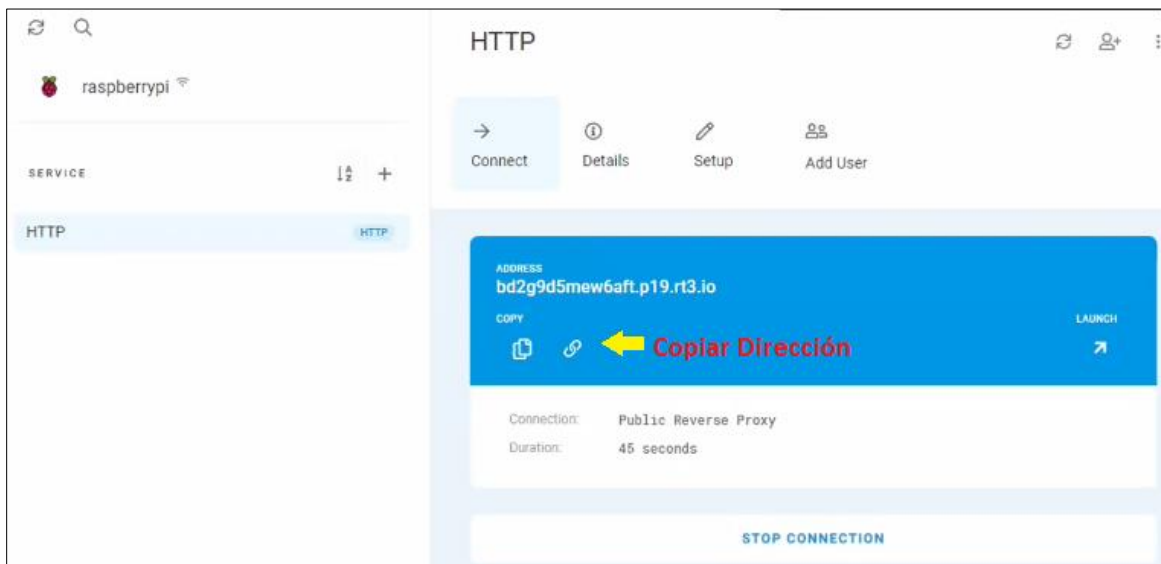 raspberrypi
SERVICE
HTTP HTTP
HTTP
Connect Details Setup Add User
ADDRESS
bd2g9d5mew6aft.p19.rt3.io
COPY LAUNCH
Copiar Dirección
Connection: Public Reverse Proxy
Duration: 45 seconds
STOP CONNECTION